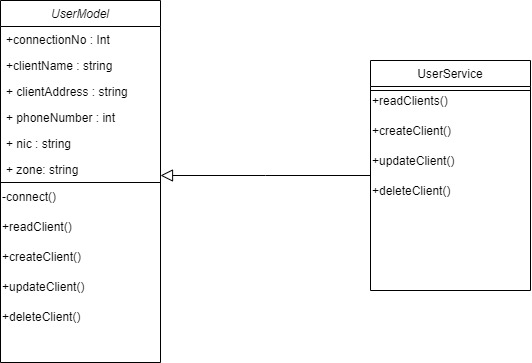 UserModel
+connectionNo : Int
+clientName : string
+ clientAddress : string
+ phoneNumber : int
+ nic : string
+ zone: string
-connect()
+readClient()
+createClient()
+updateClient()
+deleteClient()
UserService
+readClients()
+createClient()
+updateClient()
+deleteClient()